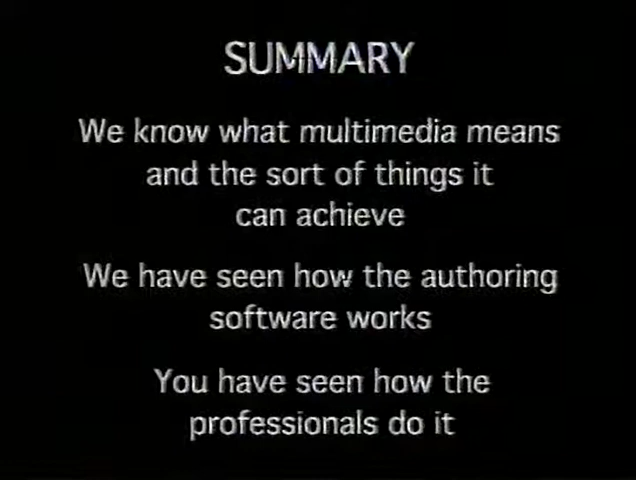 SUMMARY
We know what multimedia means
and the sort of things it
can achieve
We have seen how the authoring
software works
You have seen how the
professionals do it